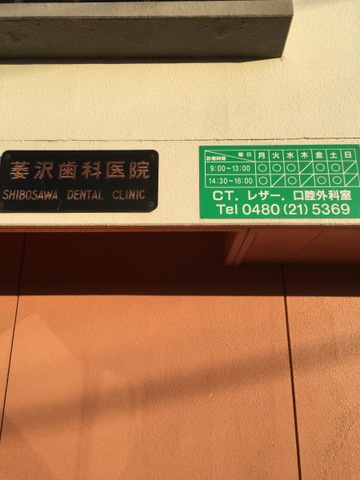 萎沢歯科医院
SHIBOSAWA DENTAL CLINIC
診療時間 曜日 月 火 水 木 金 土 日
9:00~13:00 ○ ○ ○ ／ ○ ○ ／
14:30~18:00 ○ ○ ○ ／ ○ ○ ／
CT. レザー. 口腔外科室
Tel 0480 (21) 5369